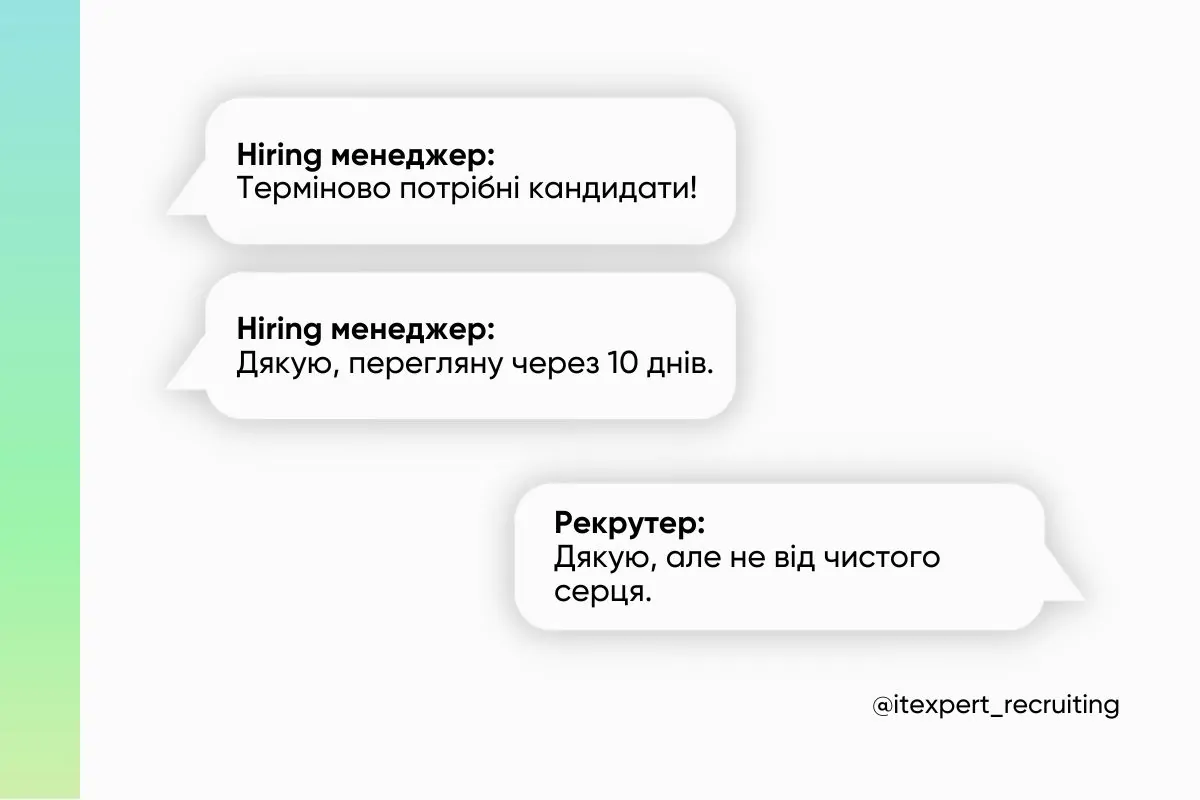 Hiring менеджер:
Терміново потрібні кандидати!
Hiring менеджер:
Дякую, перегляну через 10 днів.
Рекрутер:
Дякую, але не від чистого
серця.
@itexpert_recruiting